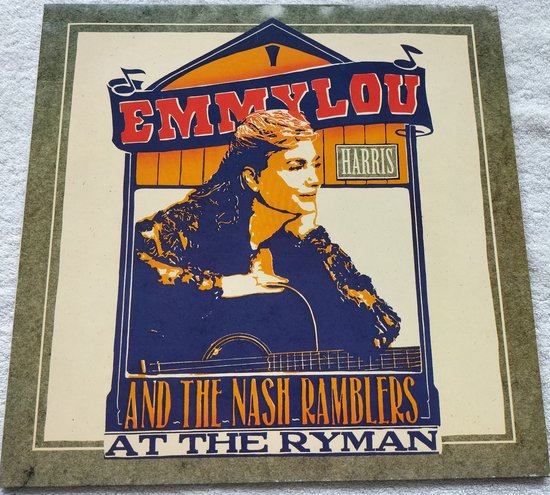 EMMYLOU
HARRIS
AND THE NASH RAMBLERS
AT THE RYMAN